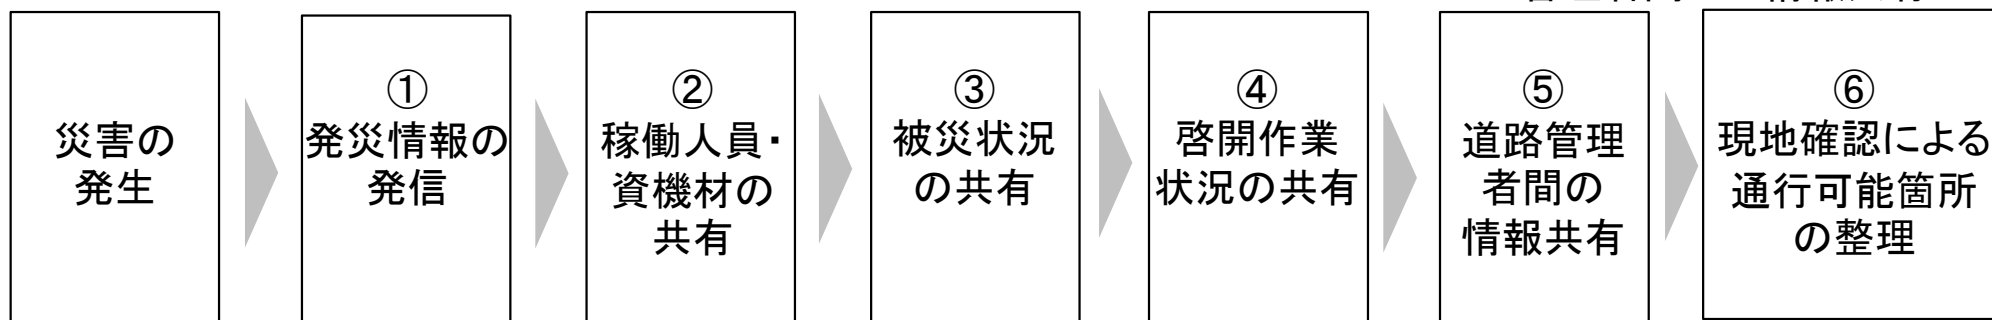 災害の
発生
①
発災情報の
発信
②
稼働人員・
資機材の
共有
③
被災状況
の共有
④
啓開作業
状況の共有
⑤
道路管理
者間の
情報共有
⑥
現地確認による
通行可能箇所
の整理